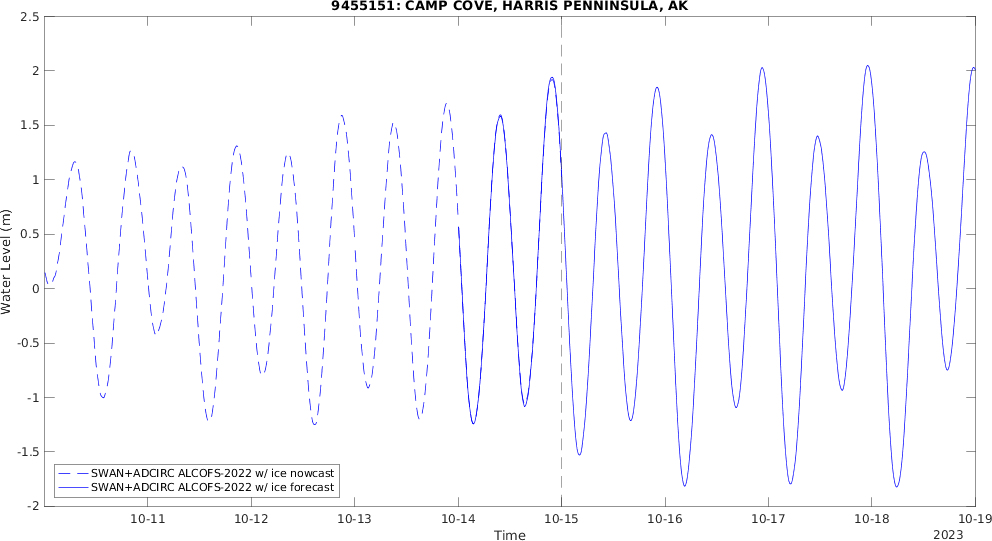 9455151: CAMP COVE, HARRIS PENNINSULA, AK
2.5
2
1.5
1
0.5
0
-0.5
-1
-1.5
-2
Water Level (m)
SWAN+ADCIRC ALCOFS-2022 w/ ice nowcast
SWAN+ADCIRC ALCOFS-2022 w/ ice forecast
10-11 10-12 10-13 10-14 10-15 10-16 10-17 10-18 10-19
Time
2023